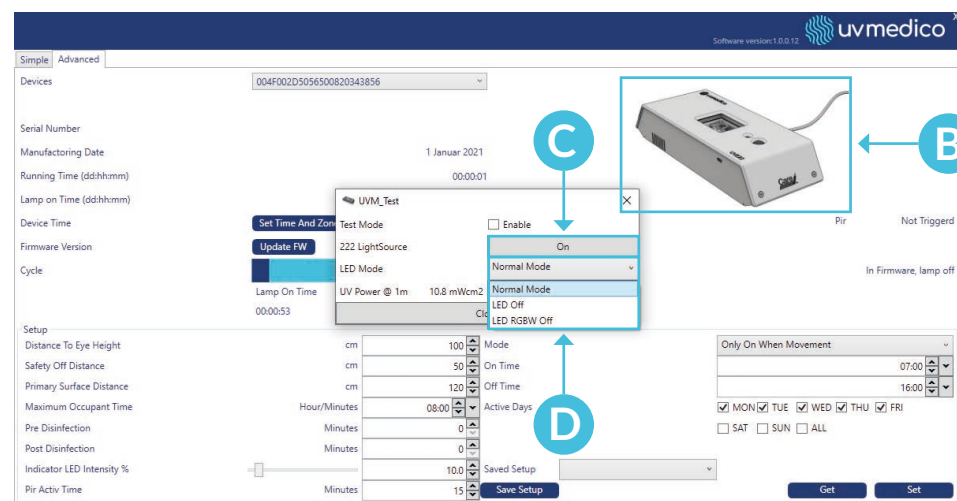 x
Software version:1.0.0.12 uvmedico
Simple Advanced
Devices 004F002D5056500820343856
Serial Number
Manufactoring Date 1 Januar 2021
C
B
Running Time (dd:hh:mm) 00:00:01
Lamp on Time (dd:hh:mm)
UVM_Test
Device Time Set Time And Zon Pir Not Triggerd
Test Mode Enable
Firmware Version Update FW
222 LightSource On
Cycle In Firmware, lamp off
LED Mode Normal Mode
Lamp On Time
UV Power @ 1m 10.8 mWcm2 Normal Mode
LED Off
00:00:53 Clo
LED RGBW Off
Setup
Distance To Eye Height cm 100 Mode Only On When Movement
Safety Off Distance cm 50 On Time 07:00
Primary Surface Distance cm 120 Off Time 16:00
Maximum Occupant Time Hour/Minutes 08:00 Active Days MON TUE WED THU FRI
D
Pre Disinfection Minutes 0 SAT SUN ALL
Post Disinfection Minutes 0
Indicator LED Intensity % 10.0 Saved Setup
Pir Activ Time Minutes 15 Save Setup Get Set